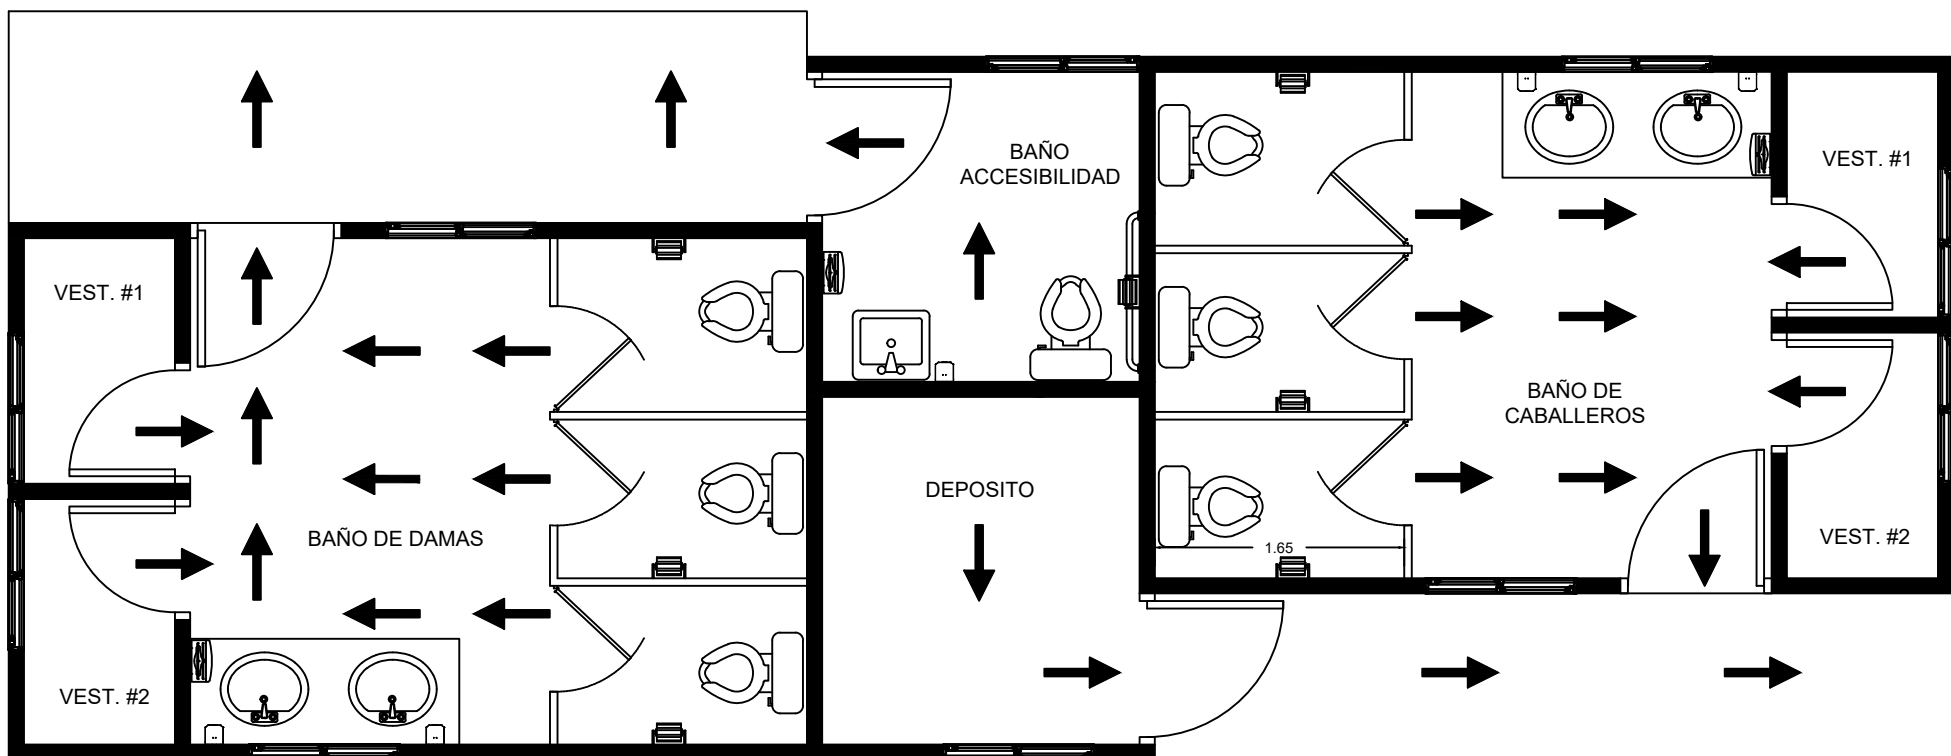 BAÑO
ACCESIBILIDAD
VEST. #1
VEST. #1
BAÑO DE
CABALLEROS
DEPOSITO
BAÑO DE DAMAS
VEST. #2
1.65
VEST. #2